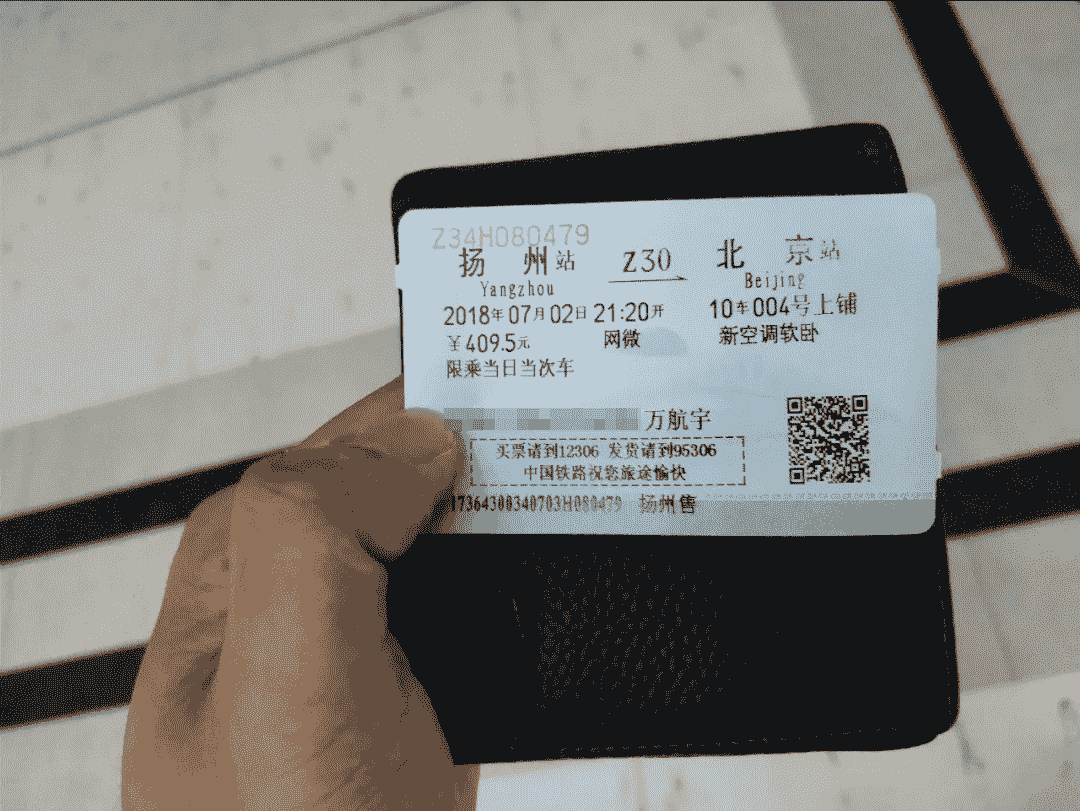 Z34H080479
扬州站 Z30 北京站
Yangzhou Beijing
2018年07月02日 21:20开 10车004号上铺
¥409.5元 网微 新空调软卧
限乘当日当次车
万航宇
买票请到12306 发货请到95306
中国铁路祝您旅途愉快
17364300340703H080479 扬州售